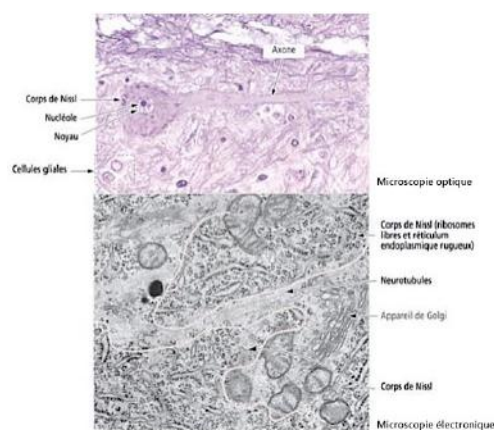 Axone
Corps de Nissl
Nucléole
Noyau
Cellules gliales
Microscopie optique
Corps de Nissl (ribosomes
libres et réticulum
endoplasmique rugueux)
Neurotubules
Appareil de Golgi
Corps de Nissl
Microscopie électronique